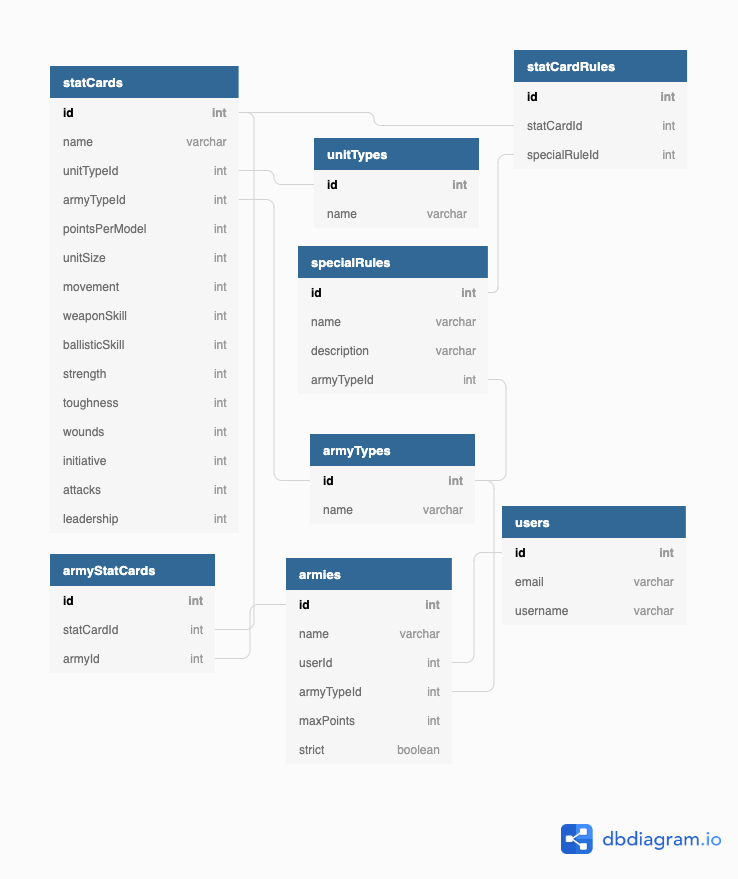 statCards
id int
name varchar
unitTypeId int
armyTypeId int
pointsPerModel int
unitSize int
movement int
weaponSkill int
ballisticSkill int
strength int
toughness int
wounds int
initiative int
attacks int
leadership int
statCardRules
id int
statCardId int
specialRuleId int
unitTypes
id int
name varchar
specialRules
id int
name varchar
description varchar
armyTypeId int
armyTypes
id int
name varchar
users
id int
email varchar
username varchar
armyStatCards
id int
statCardId int
armyId int
armies
id int
name varchar
userId int
armyTypeId int
maxPoints int
strict boolean
dbdiagram.io